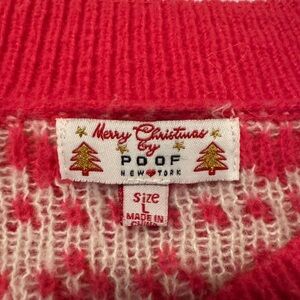 Merry Christmas
by
POOF
NEW YORK
Size
L
MADE IN
CHINA